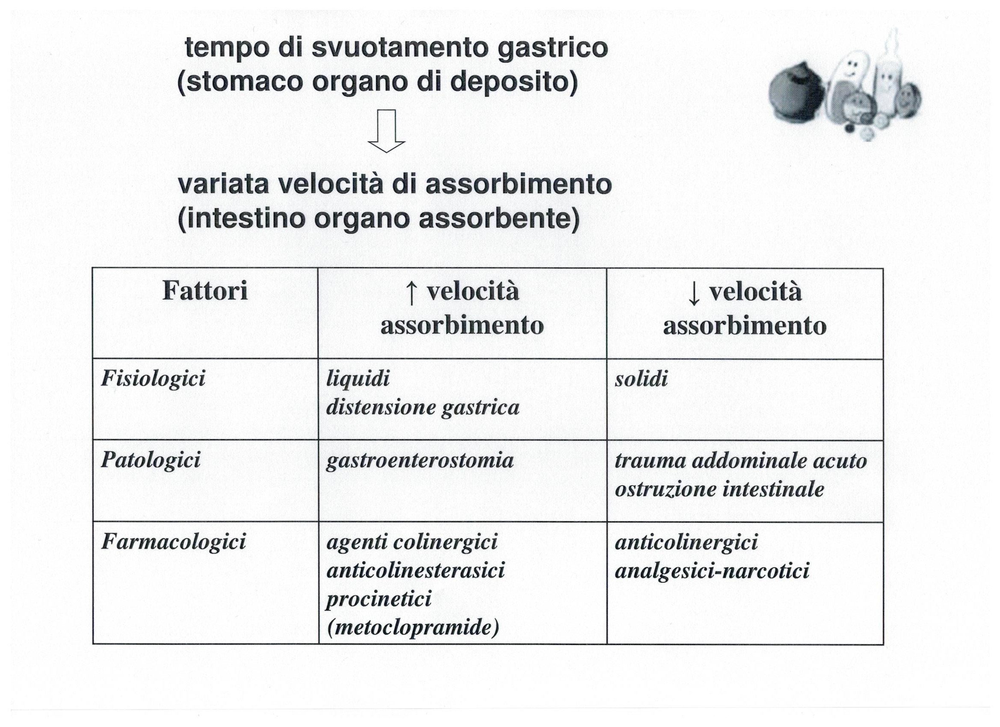 tempo di svuotamento gastrico
(stomaco organo di deposito)
variata velocità di assorbimento
(intestino organo assorbente)
Fattori
↑ velocità
assorbimento
↓ velocità
assorbimento
Fisiologici
liquidi
distensione gastrica
solidi
Patologici
gastroenterostomia
trauma addominale acuto
ostruzione intestinale
Farmacologici
agenti colinergici
anticolinesterasici
procinetici
(metoclopramide)
anticolinergici
analgesici-narcotici